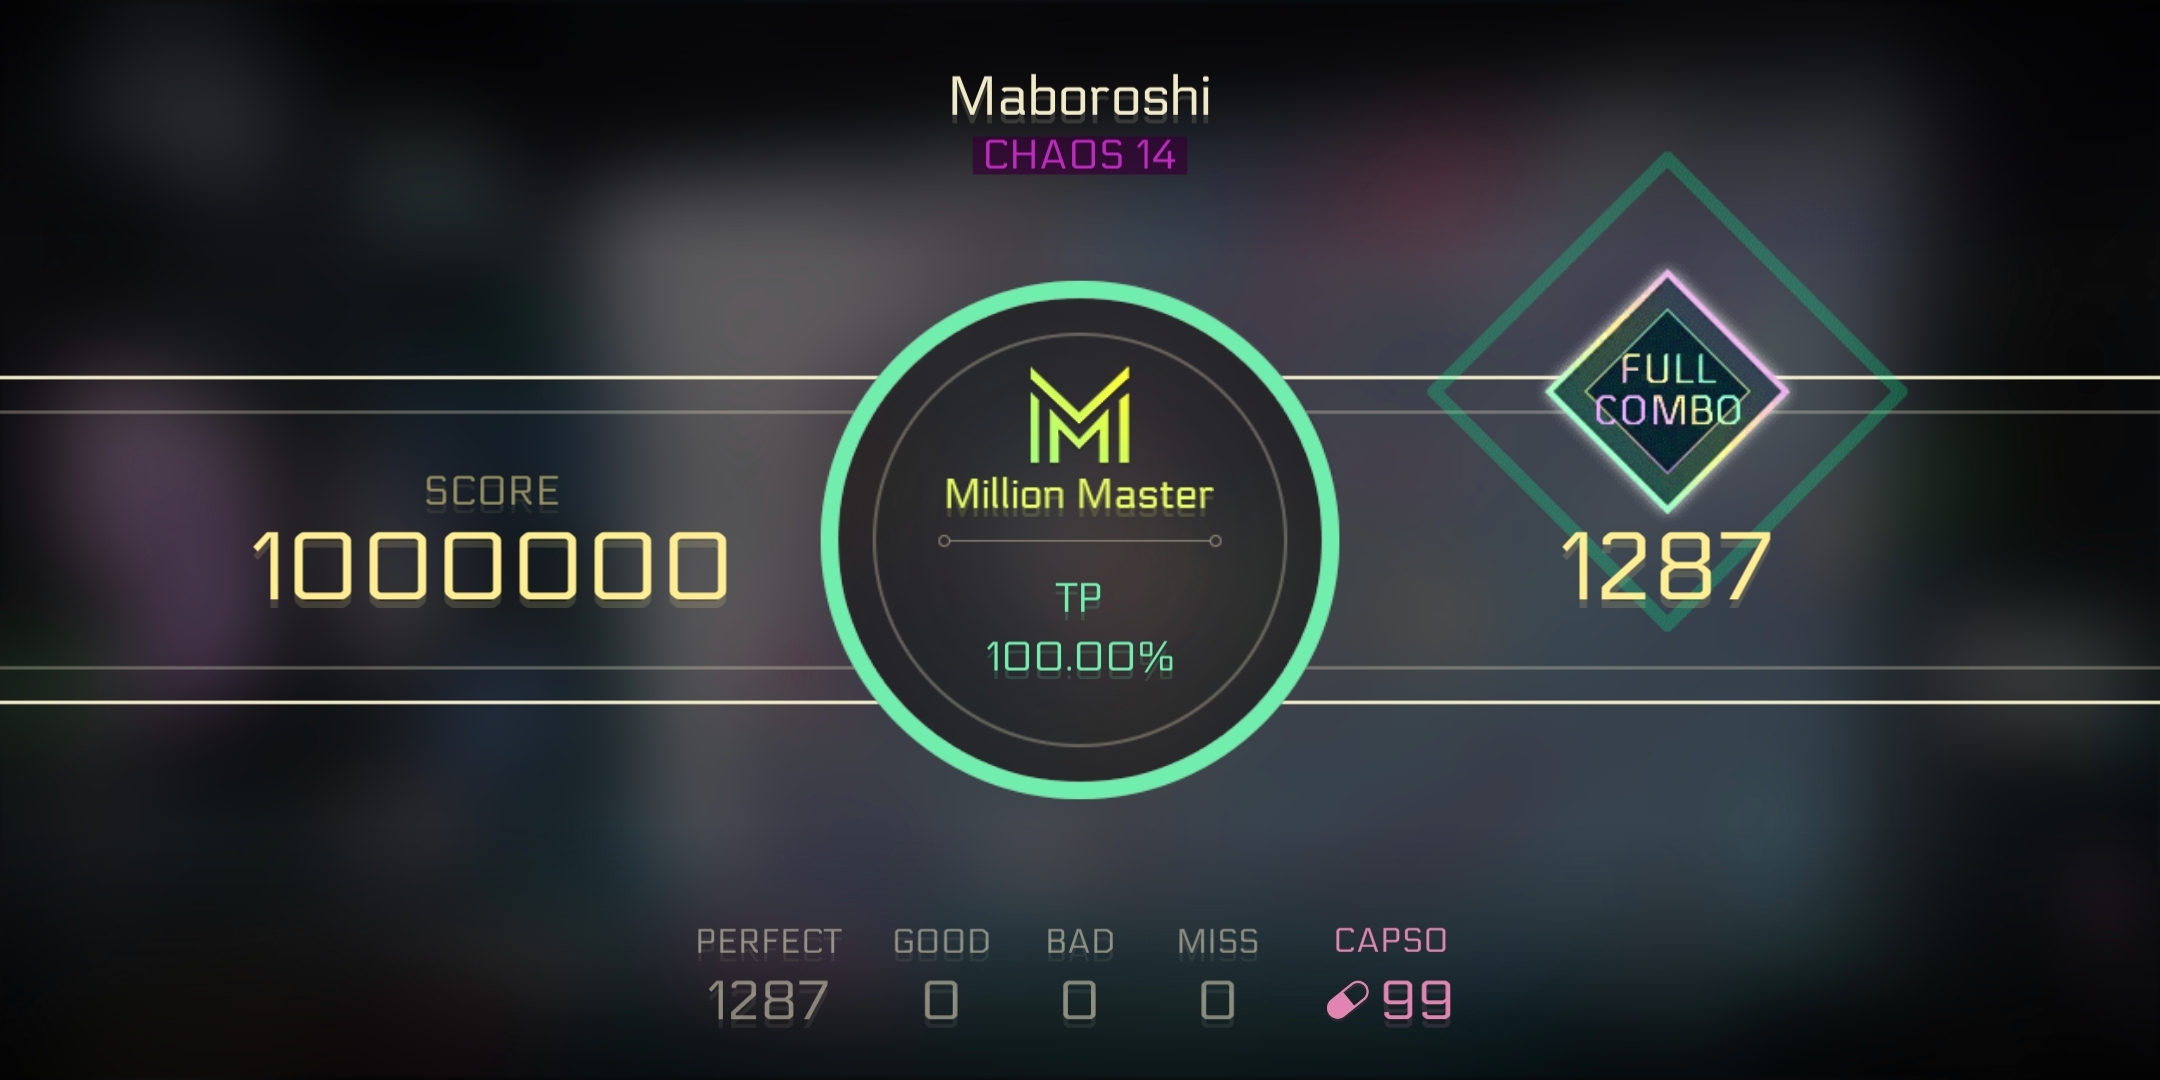 Maboroshi
CHAOS 14
FULL
COMBO
Million Master
SCORE
1000000
1287
TP
100.00%
PERFECT GOOD BAD MISS CAPSO
1287 0 0 0 99